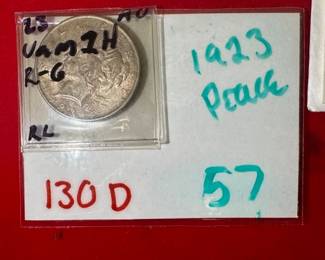 23 AU
VAM 1H
R-6
RL
1923
Peace
130 D
57